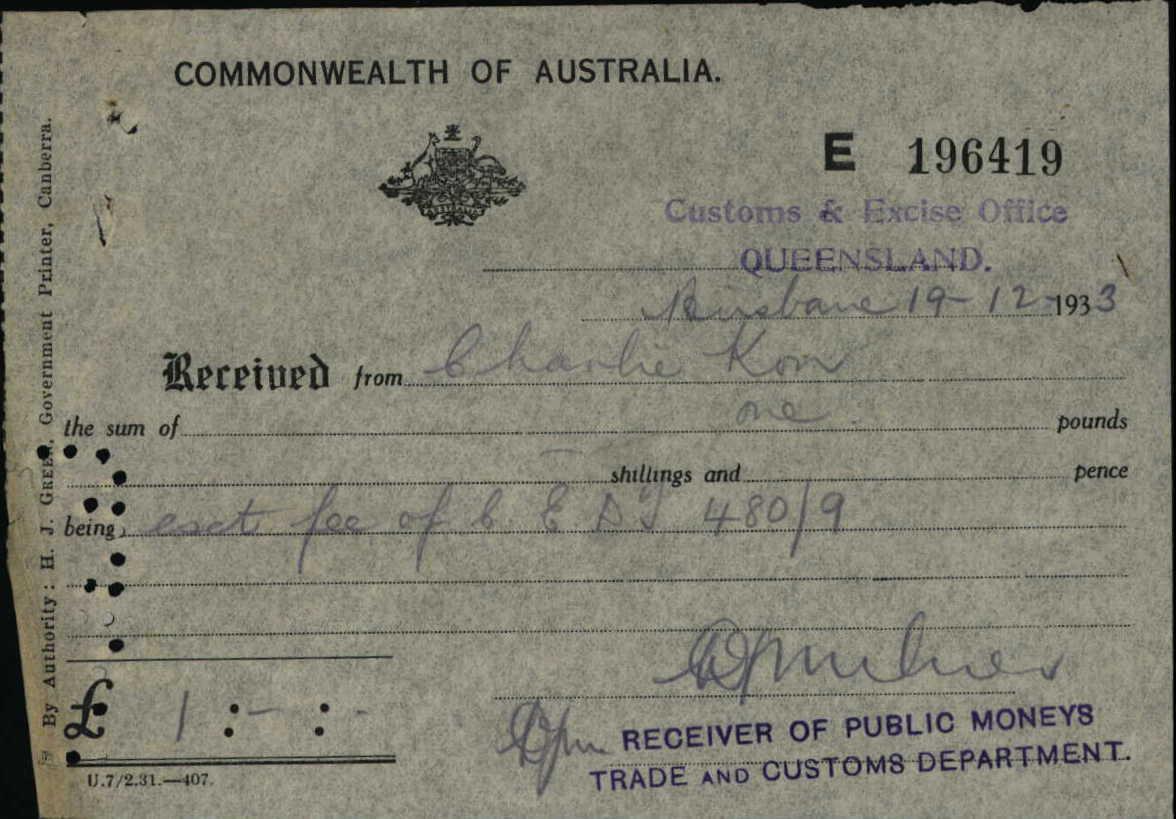 COMMONWEALTH OF AUSTRALIA.
E 196419
Customs & Excise Office
QUEENSLAND.
Brisbane 19-12-1933
Received from Charlie Kon
the sum of one pounds
shillings and pence
being, exct fee of C. E D T 480/9
£ 1 : - : -
RECEIVER OF PUBLIC MONEYS
TRADE AND CUSTOMS DEPARTMENT.
U.7/2.31.—407.
By Authority: H. J. GREEN, Government Printer, Canberra.